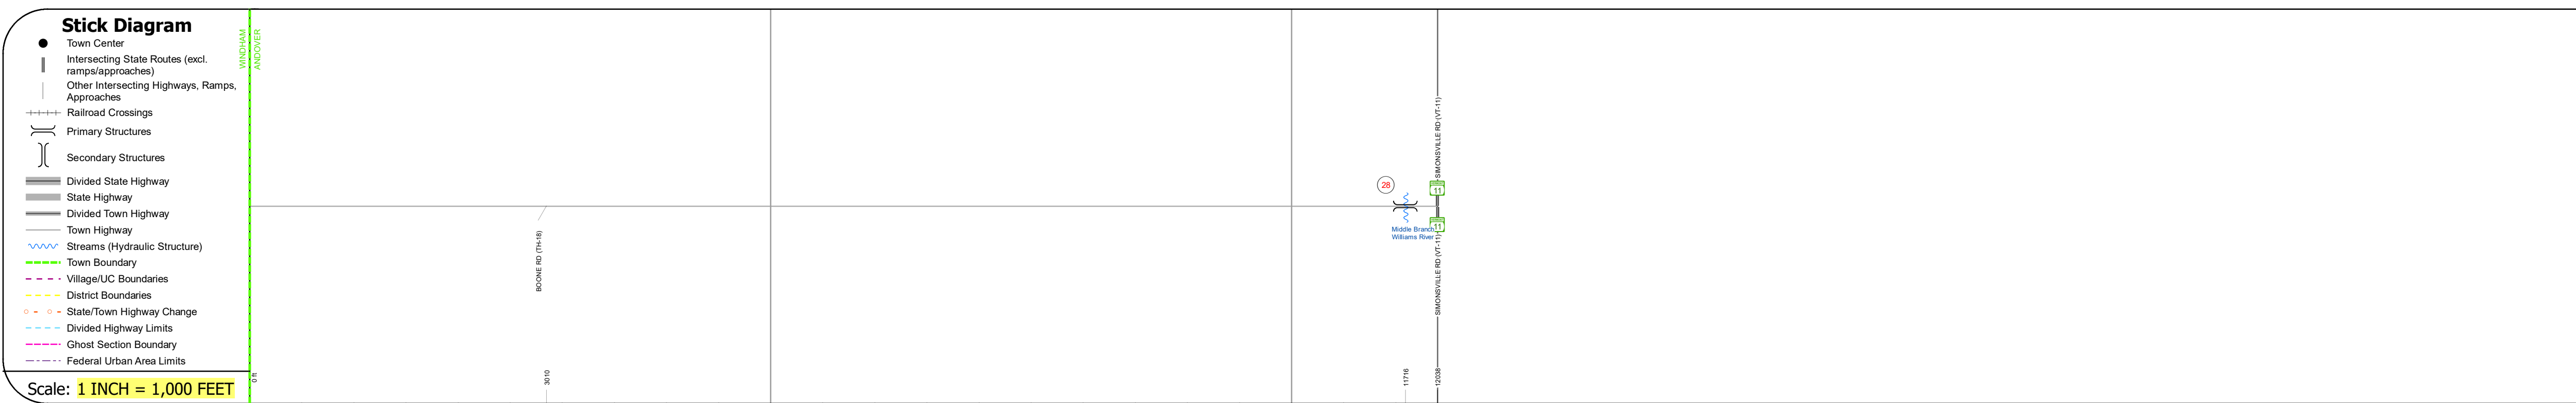 Stick Diagram
Town Center
Intersecting State Routes (excl.
ramps/approaches)
Other Intersecting Highways, Ramps,
Approaches
Railroad Crossings
Primary Structures
Secondary Structures
Divided State Highway
State Highway
Divided Town Highway
Town Highway
Streams (Hydraulic Structure)
Town Boundary
Village/UC Boundaries
District Boundaries
State/Town Highway Change
Divided Highway Limits
Ghost Section Boundary
Federal Urban Area Limits
Scale: 1 INCH = 1,000 FEET
WINDHAM
ANDOVER
0 ft
BOONE RD (TH-18)
3010
28
Middle Branch
Williams River
11716
SIMONSVILLE RD (VT-11)
11
11
SIMONSVILLE RD (VT-11)
12038